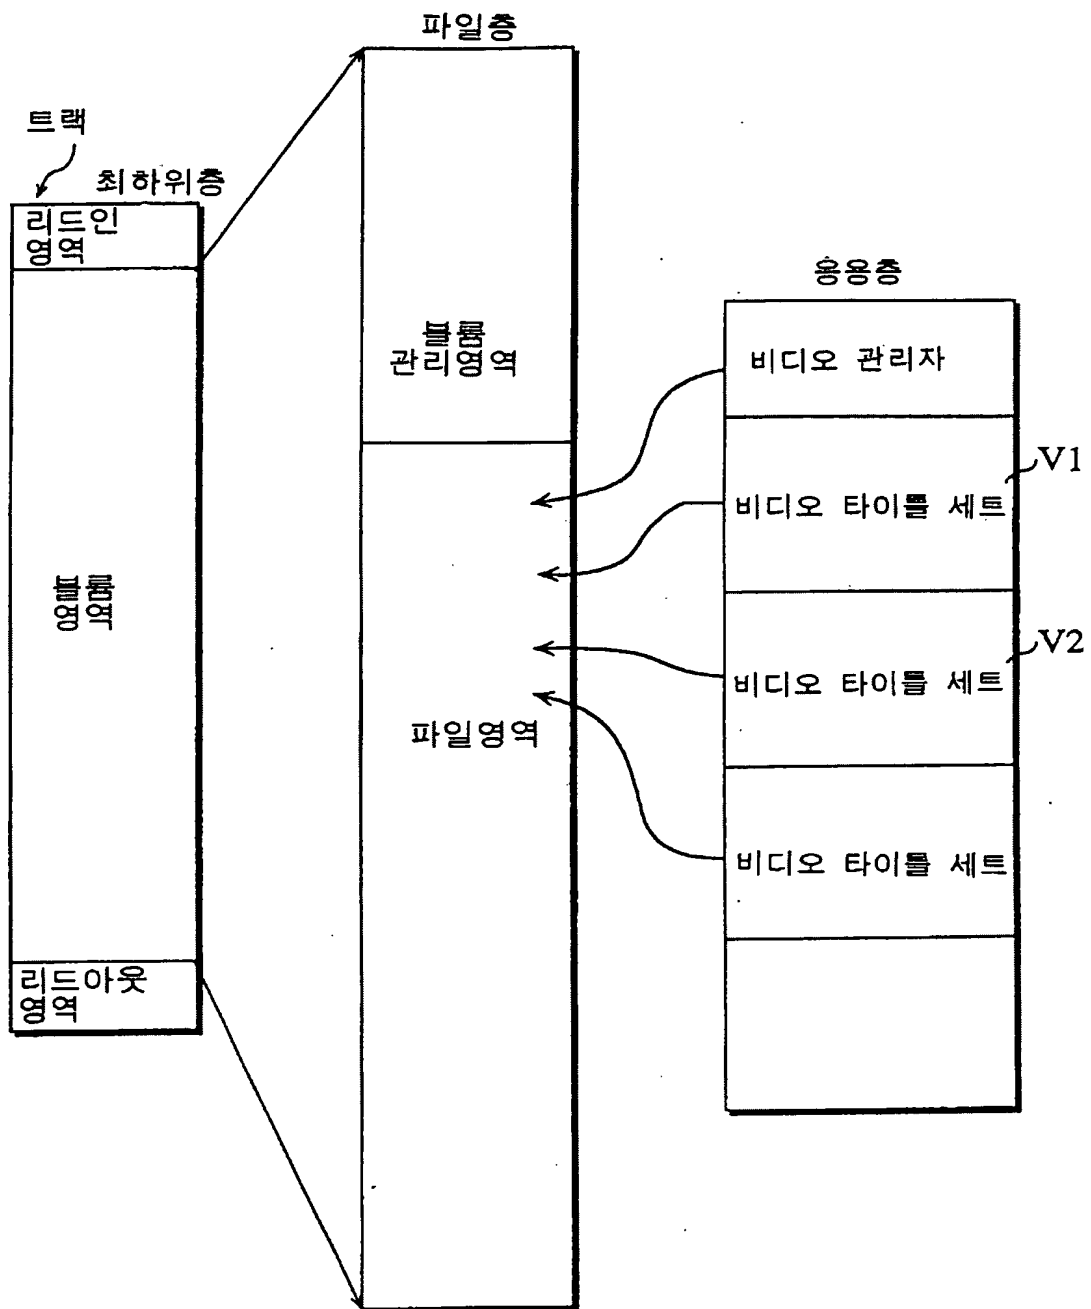 파일층
트랙
최하위층
리드인
영역
볼륨
영역
리드아웃
영역
볼륨
관리영역
파일영역
응용층
비디오 관리자
비디오 타이틀 세트
V1
비디오 타이틀 세트
V2
비디오 타이틀 세트